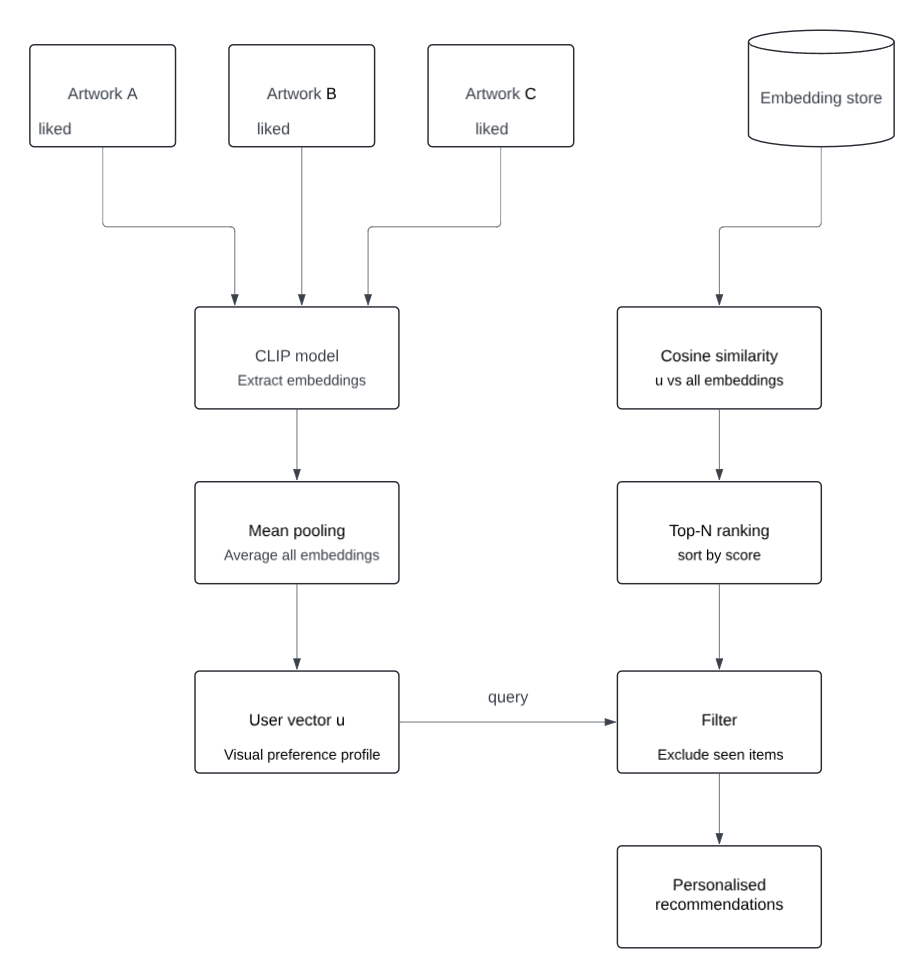 Artwork A
liked
Artwork B
liked
Artwork C
liked
Embedding store
CLIP model
Extract embeddings
Cosine similarity
u vs all embeddings
Mean pooling
Average all embeddings
Top-N ranking
sort by score
User vector u
Visual preference profile
query
Filter
Exclude seen items
Personalised
recommendations